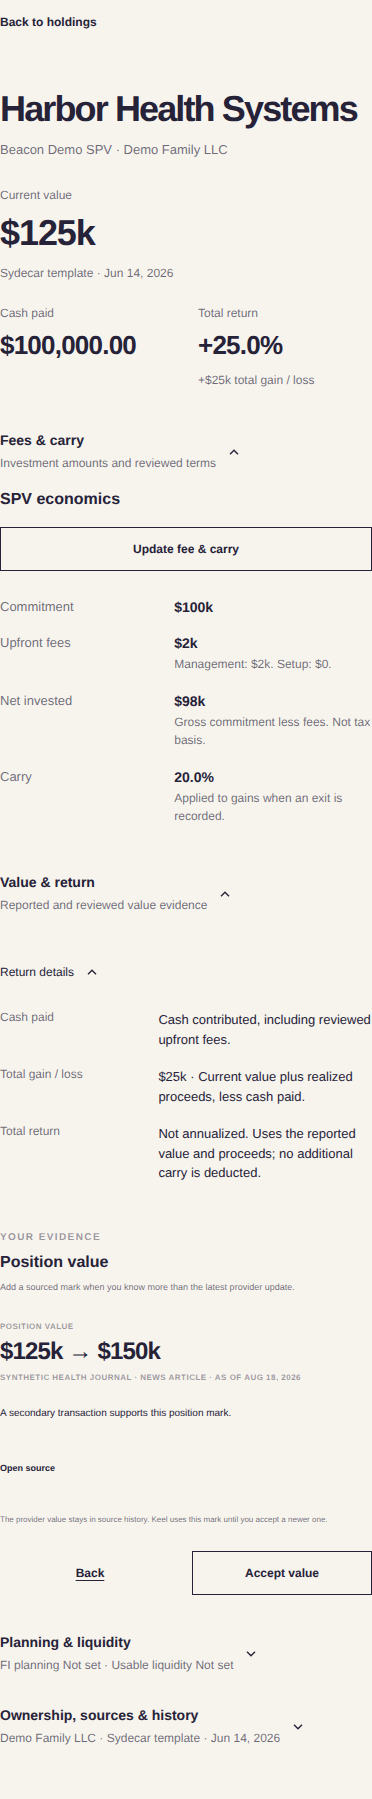 Back to holdings
Harbor Health Systems
Beacon Demo SPV · Demo Family LLC
Current value
$125k
Sydecar template · Jun 14, 2026
Cash paid
$100,000.00
Total return
+25.0%
+$25k total gain / loss
Fees & carry
Investment amounts and reviewed terms
SPV economics
Update fee & carry
Commitment
$100k
Upfront fees
$2k
Management: $2k. Setup: $0.
Net invested
$98k
Gross commitment less fees. Not tax
basis.
Carry
20.0%
Applied to gains when an exit is
recorded.
Value & return
Reported and reviewed value evidence
Return details
Cash paid
Cash contributed, including reviewed
upfront fees.
Total gain / loss
$25k · Current value plus realized
proceeds, less cash paid.
Total return
Not annualized. Uses the reported
value and proceeds; no additional
carry is deducted.
YOUR EVIDENCE
Position value
Add a sourced mark when you know more than the latest provider update.
POSITION VALUE
$125k → $150k
SYNTHETIC HEALTH JOURNAL · NEWS ARTICLE · AS OF AUG 18, 2026
A secondary transaction supports this position mark.
Open source
The provider value stays in source history. Keel uses this mark until you accept a newer one.
Back
Accept value
Planning & liquidity
FI planning Not set · Usable liquidity Not set
Ownership, sources & history
Demo Family LLC · Sydecar template · Jun 14, 2026